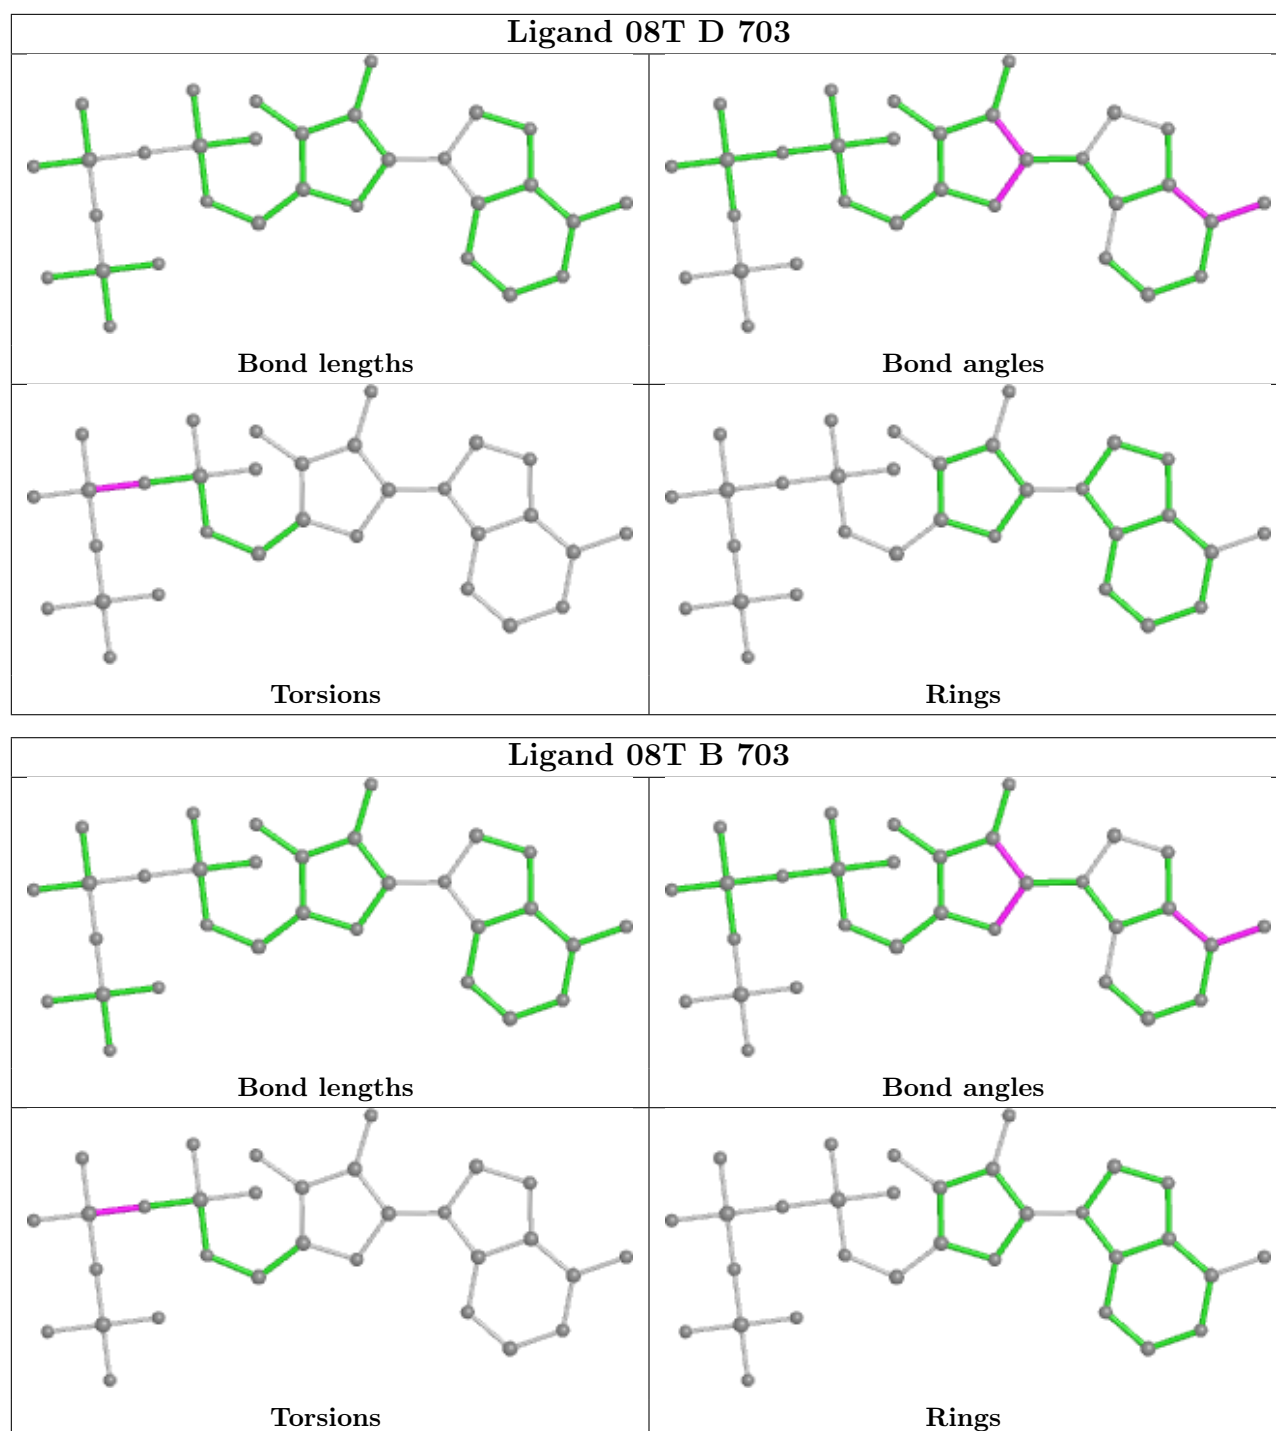 Ligand 08T D 703
Bond lengths
Bond angles
Torsions
Rings
Ligand 08T B 703
Bond lengths
Bond angles
Torsions
Rings